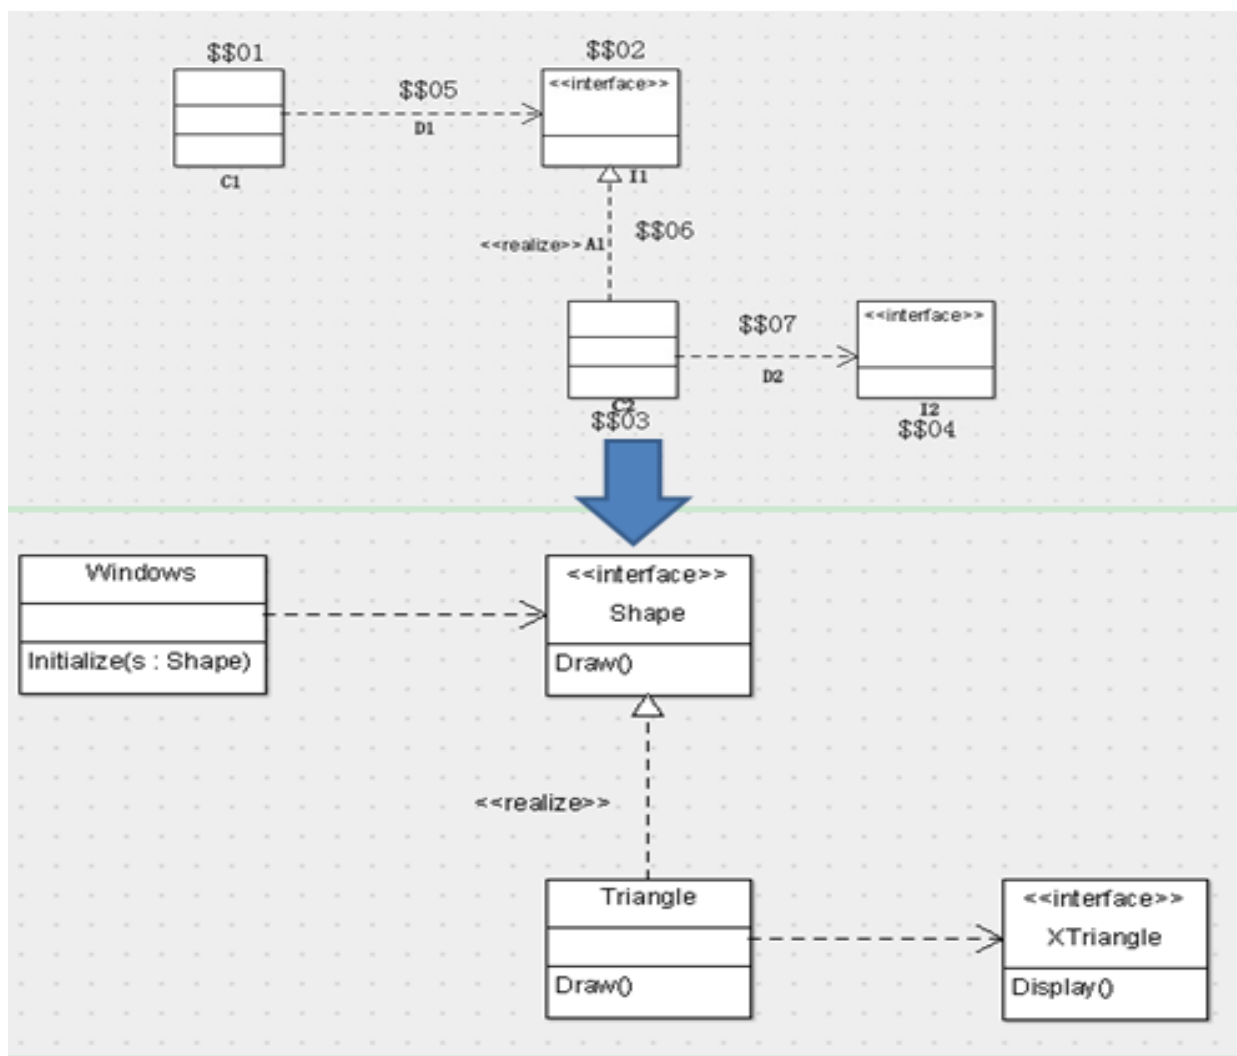 $$01
$$02
<<interface>>
$$05
D1
C1
I1
<<realize>> A1
$$06
<<interface>>
$$07
D2
C2
$$03
I2
$$04
Windows
Initialize(s : Shape)
<<interface>>
Shape
Draw()
<<realize>>
Triangle
Draw()
<<interface>>
XTriangle
Display()